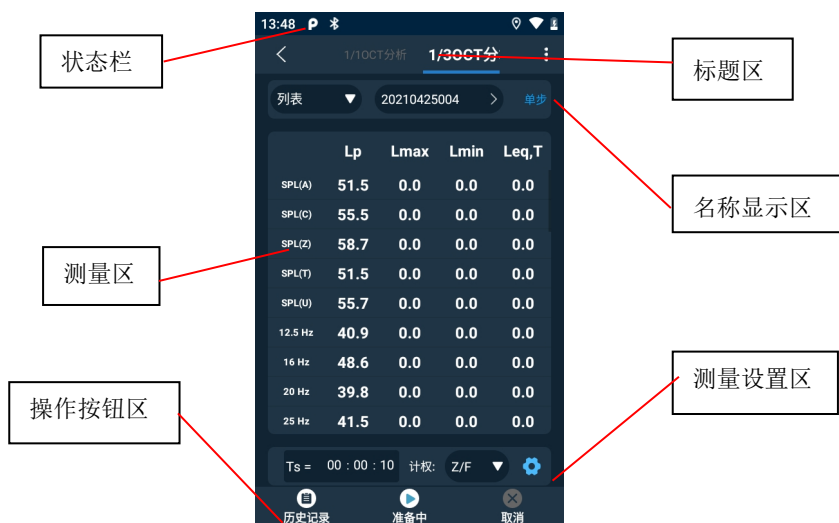 13:48
状态栏
1/1OCT分析 1/3OCT分
标题区
列表 20210425004 单步
名称显示区
Lp Lmax Lmin Leq,T
SPL(A) 51.5 0.0 0.0 0.0
SPL(C) 55.5 0.0 0.0 0.0
SPL(Z) 58.7 0.0 0.0 0.0
测量区
SPL(T) 51.5 0.0 0.0 0.0
SPL(U) 55.7 0.0 0.0 0.0
12.5 Hz 40.9 0.0 0.0 0.0
16 Hz 48.6 0.0 0.0 0.0
20 Hz 39.8 0.0 0.0 0.0
测量设置区
25 Hz 41.5 0.0 0.0 0.0
操作按钮区
Ts = 00 : 00 : 10 计权: Z/F
历史记录 准备中 取消